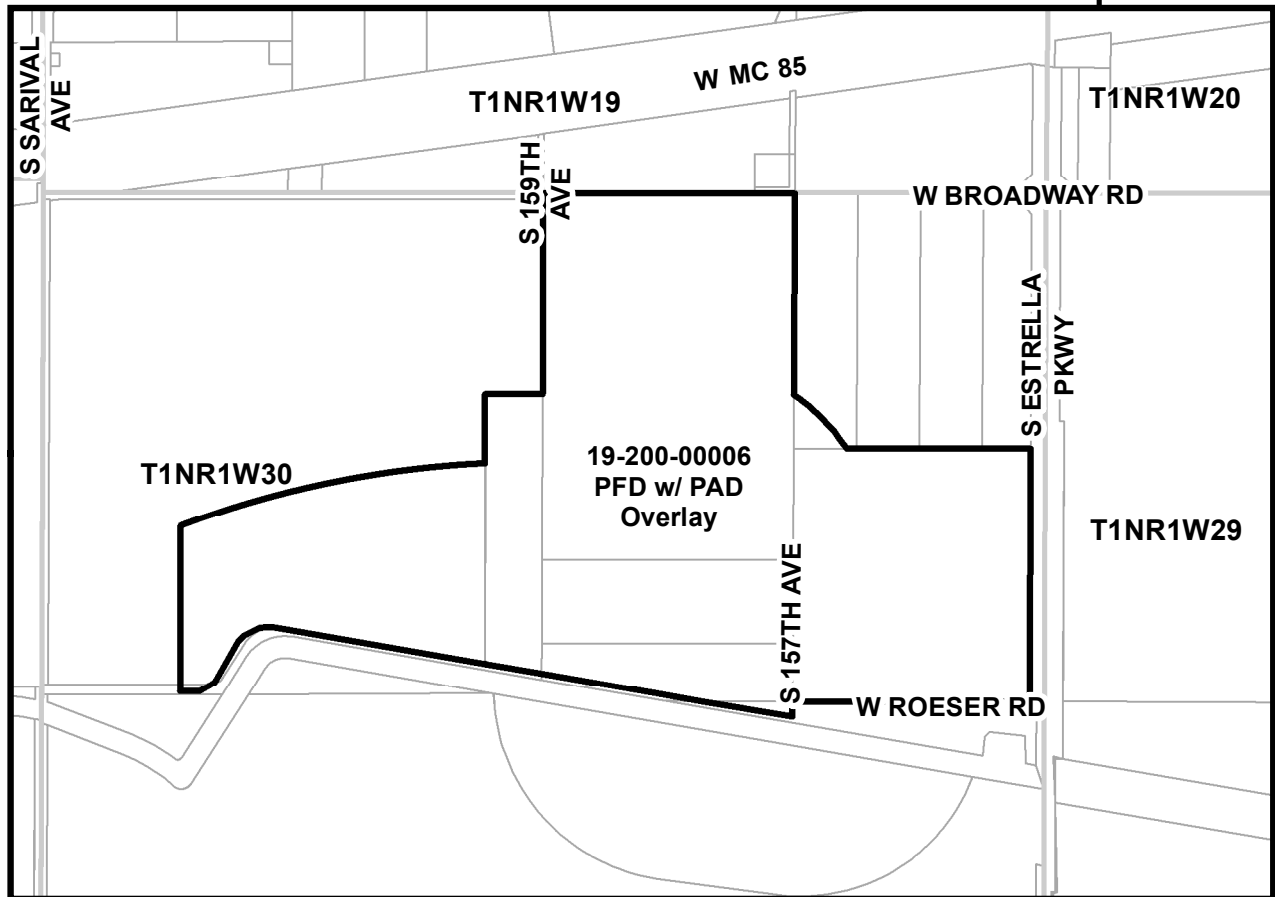 S SARIVAL
AVE
W MC 85
T1NR1W19
T1NR1W20
S 159TH
AVE
W BROADWAY RD
S ESTRELLA
PKWY
T1NR1W30
19-200-00006
PFD w/ PAD
Overlay
T1NR1W29
S 157TH AVE
W ROESER RD